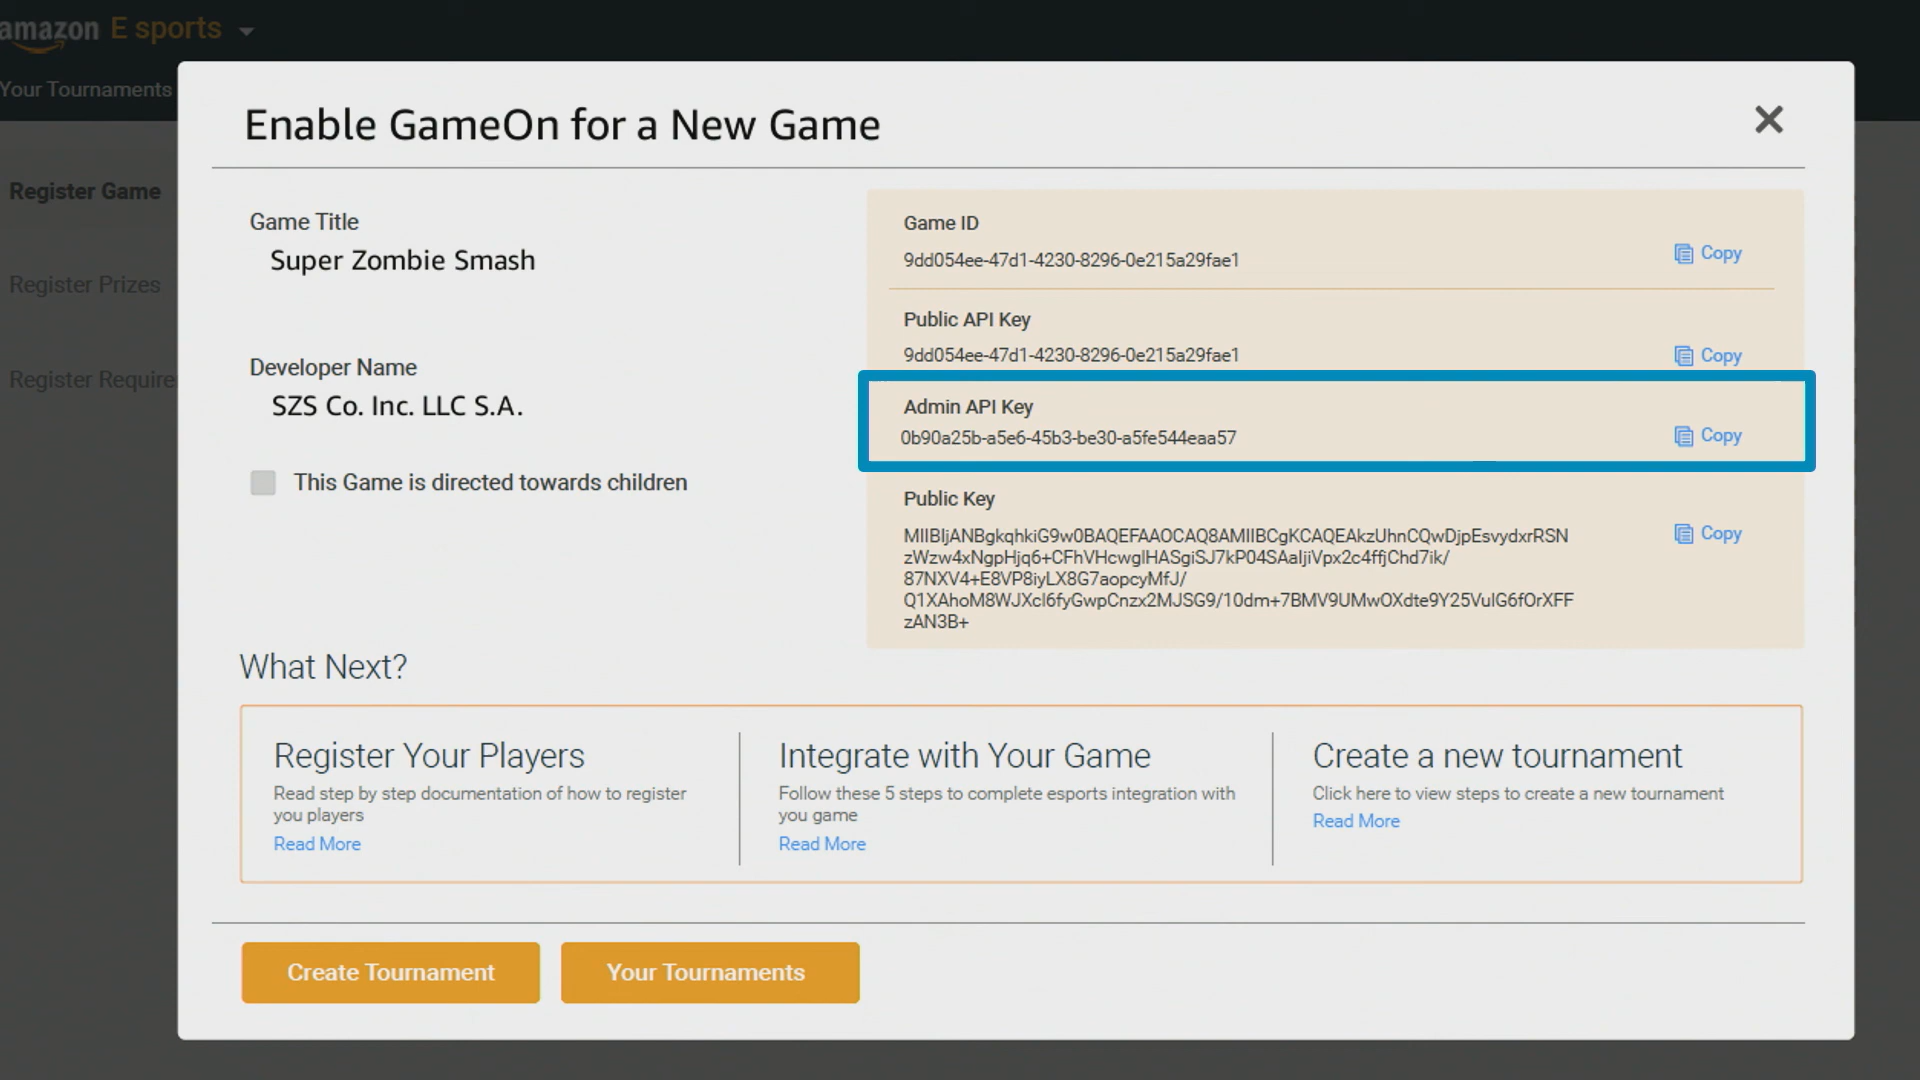 amazon E sports
Your Tournaments
Enable GameOn for a New Game
Register Game
Register Prizes
Register Require
Game Title
Super Zombie Smash
Developer Name
SZS Co. Inc. LLC S.A.
This Game is directed towards children
Game ID
9dd054ee-47d1-4230-8296-0e215a29fae1
Copy
Public API Key
9dd054ee-47d1-4230-8296-0e215a29fae1
Copy
Admin API Key
0b90a25b-a5e6-45b3-be30-a5fe544eaa57
Copy
Public Key
MIIBIjANBgkqhkiG9w0BAQEFAAOCAQ8AMIIBCgKCAQEAkzUhnCQwDjpEsvydxrRSN
zWzw4xNgpHjq6+CFhVHcwglHASgiSJ7kP04SAaIjiVpx2c4ffjChd7ik/
87NXV4+E8VP8iyLX8G7aopcyMfJ/
Q1XAhoM8WJXcI6fyGwpCnzx2MJSG9/10dm+7BMV9UMwOXdte9Y25VuIG6fOrXFF
zAN3B+
Copy
What Next?
Register Your Players
Read step by step documentation of how to register
you players
Read More
Integrate with Your Game
Follow these 5 steps to complete esports integration with
you game
Read More
Create a new tournament
Click here to view steps to create a new tournament
Read More
Create Tournament
Your Tournaments